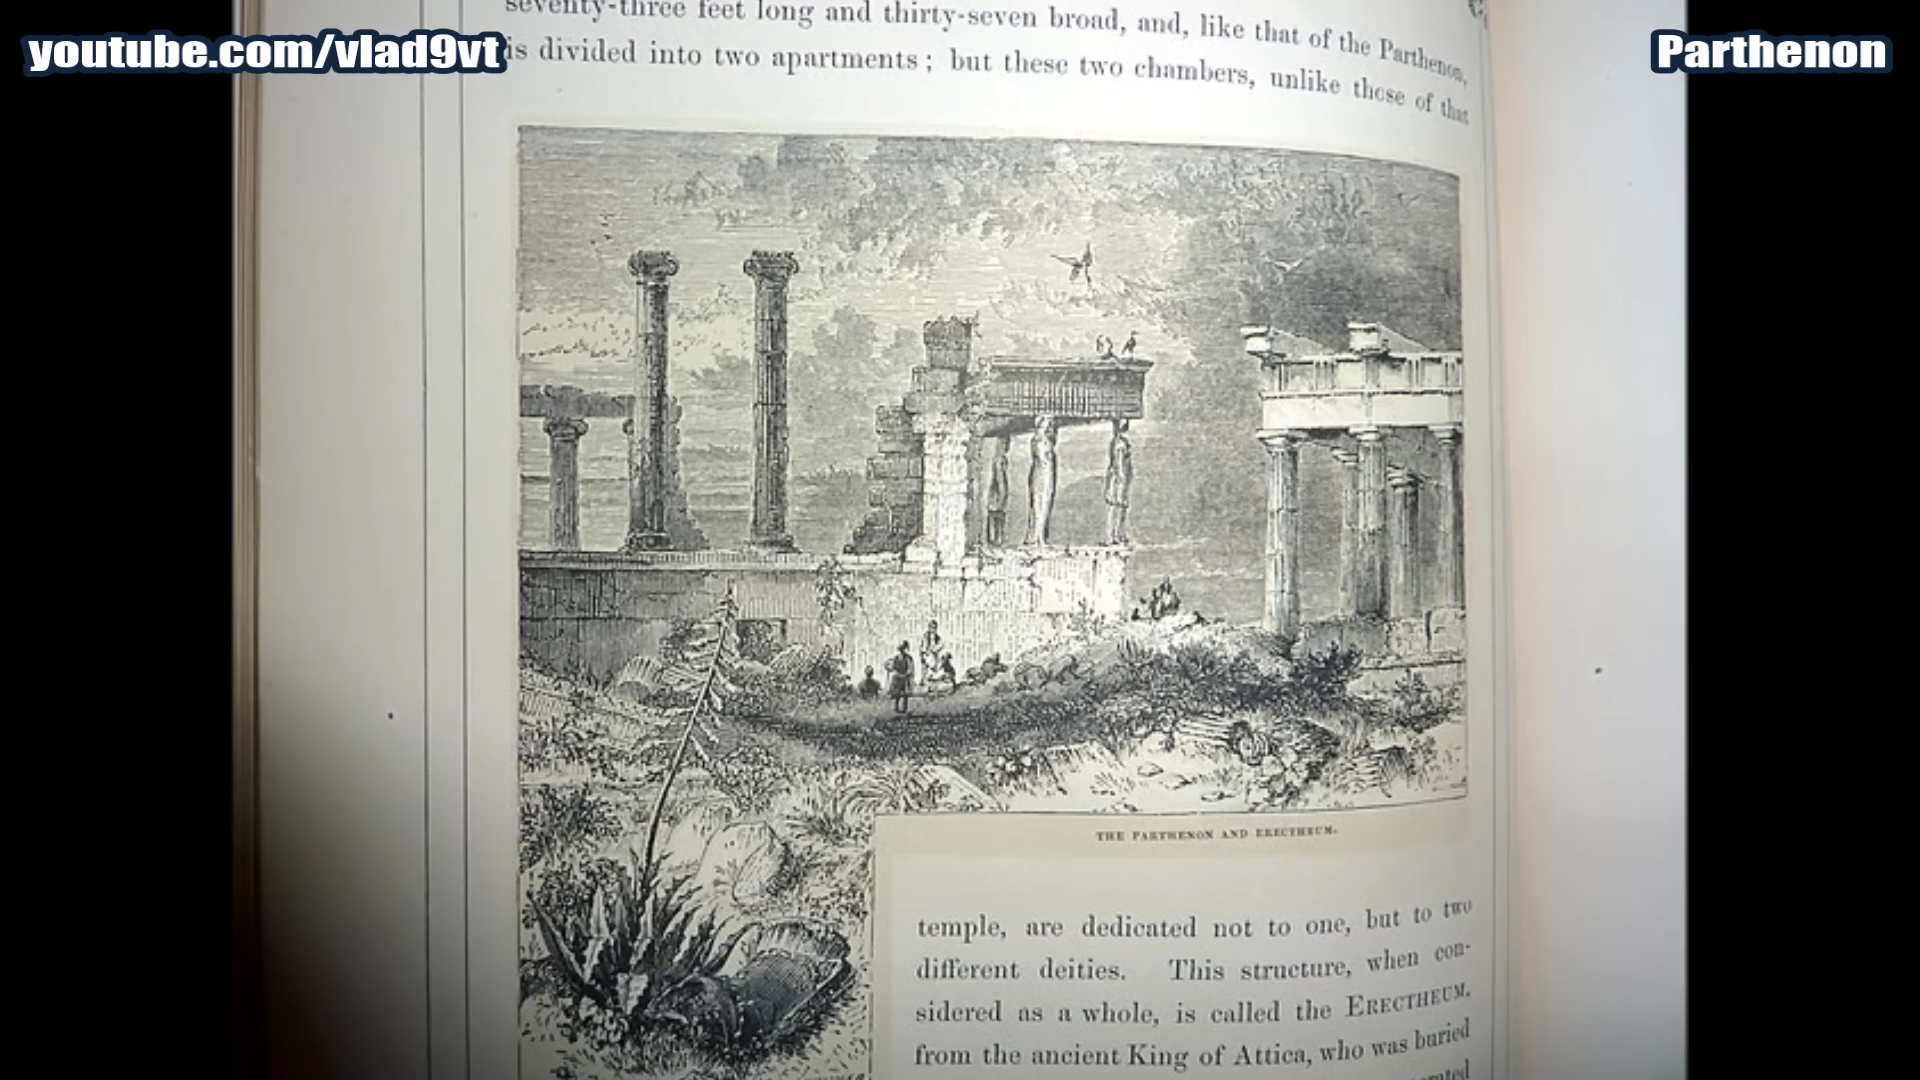 youtube.com/vlad9vt
Parthenon
seventy-three feet long and thirty-seven broad, and, like that of the Parthenon,
is divided into two apartments; but these two chambers, unlike those of that
THE PARTHENON AND ERECTHEUM.
temple, are dedicated not to one, but to two
different deities. This structure, when con-
sidered as a whole, is called the ERECTHEUM,
from the ancient King of Attica, who was buried